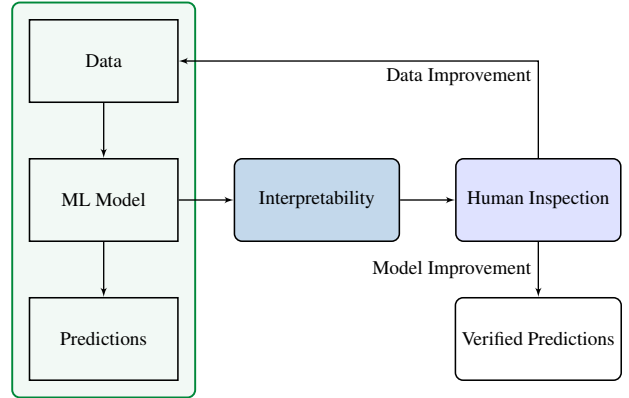 Data
Data Improvement
ML Model
Interpretability
Human Inspection
Model Improvement
Predictions
Verified Predictions